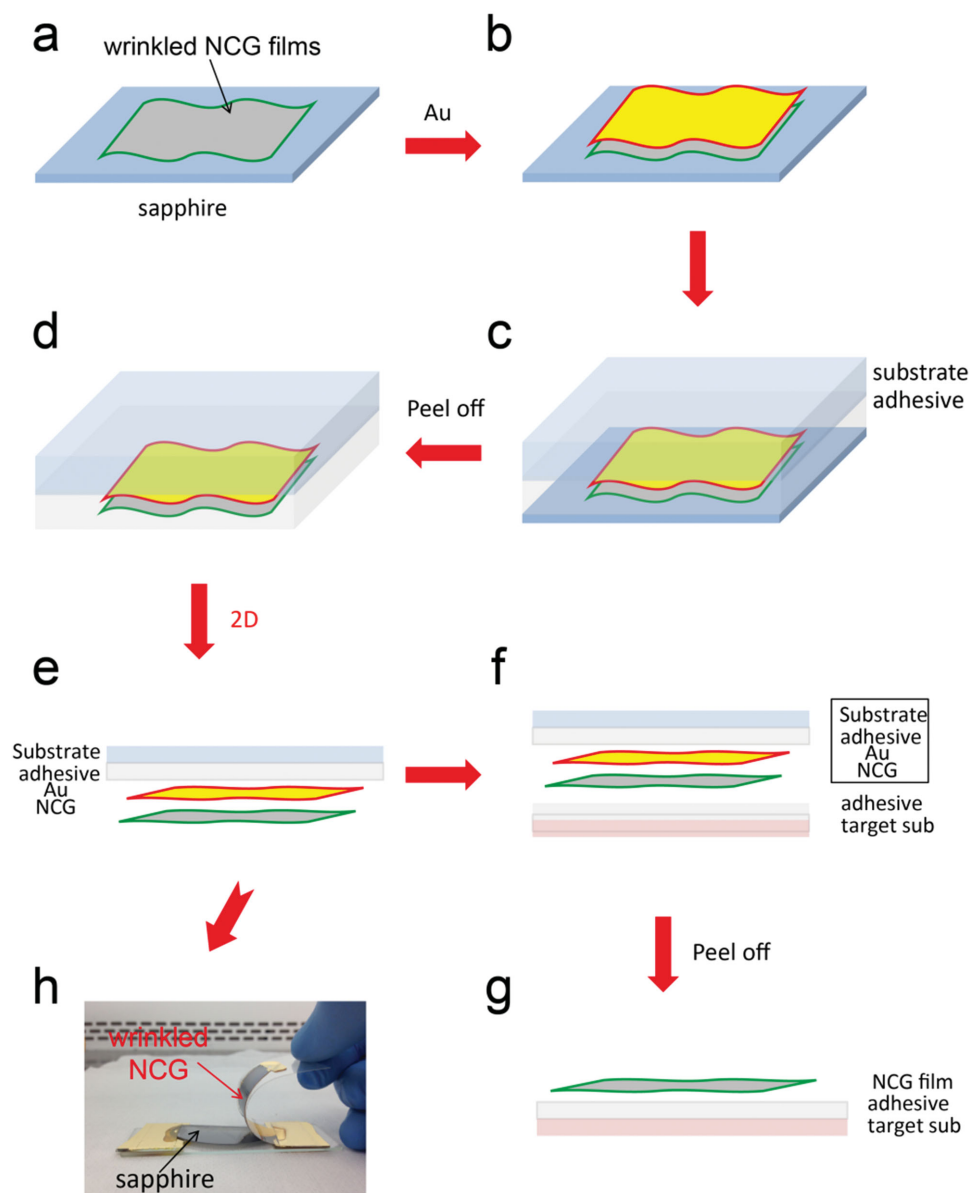 a
wrinkled NCG films
sapphire
Au
b
c
substrate
adhesive
Peel off
d
2D
e
Substrate
adhesive
Au
NCG
f
Substrate
adhesive
Au
NCG
adhesive
target sub
Peel off
g
NCG film
adhesive
target sub
h
wrinkled
NCG
sapphire